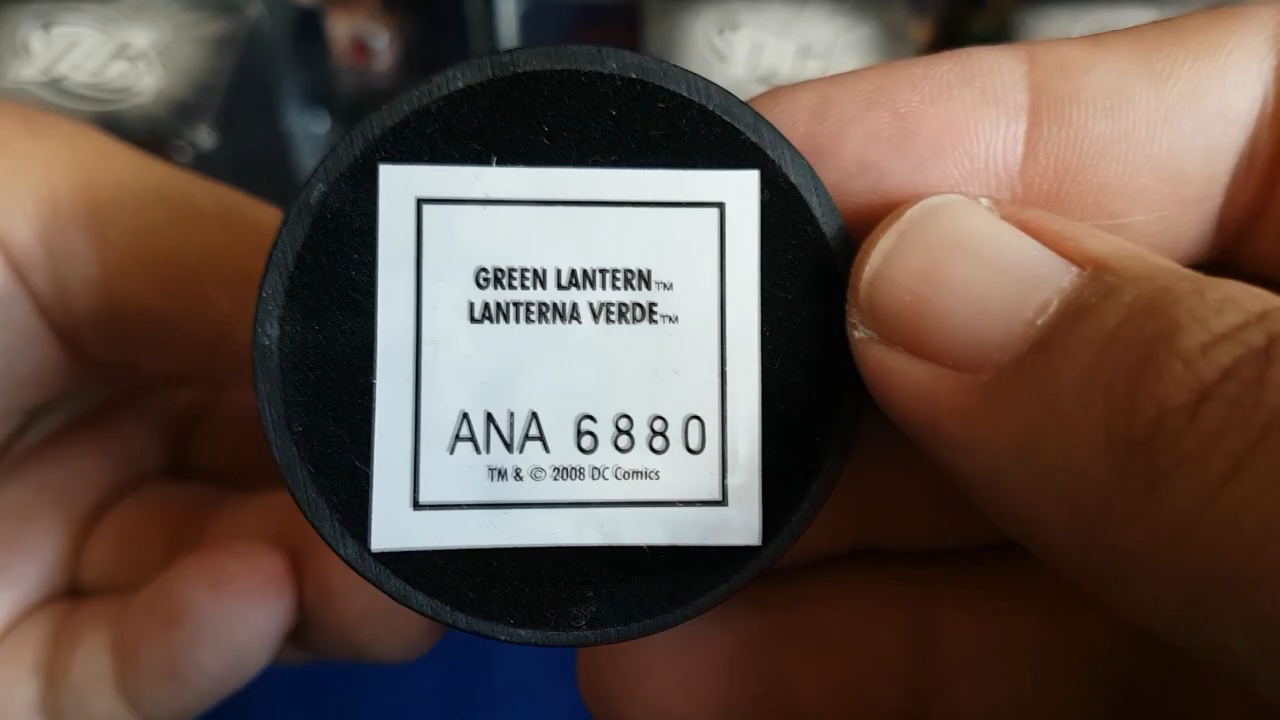 GREEN LANTERN™
LANTERNA VERDE™
ANA 6880
TM & © 2008 DC Comics